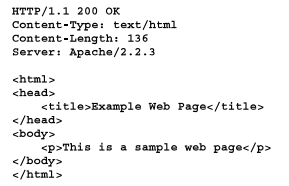 HTTP/1.1 200 OK
Content-Type: text/html
Content-Length: 136
Server: Apache/2.2.3

<html>
<head>
    <title>Example Web Page</title>
</head>
<body>
    <p>This is a sample web page</p>
</body>
</html>